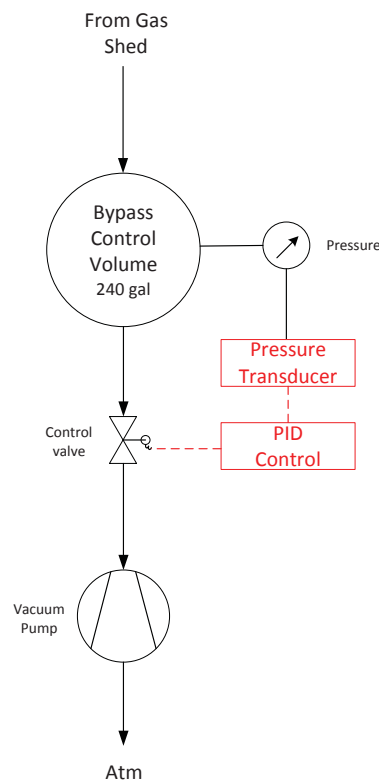 From Gas
Shed
Bypass
Control
Volume
240 gal
Pressure
Pressure
Transducer
Control
valve
PID
Control
Vacuum
Pump
Atm